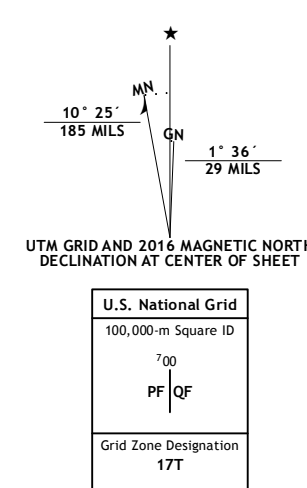 ★
MN
GN
10° 25´
185 MILS
1° 36´
29 MILS
UTM GRID AND 2016 MAGNETIC NORTH
DECLINATION AT CENTER OF SHEET
U.S. National Grid
100,000-m Square ID
⁷00
PF QF
Grid Zone Designation
17T